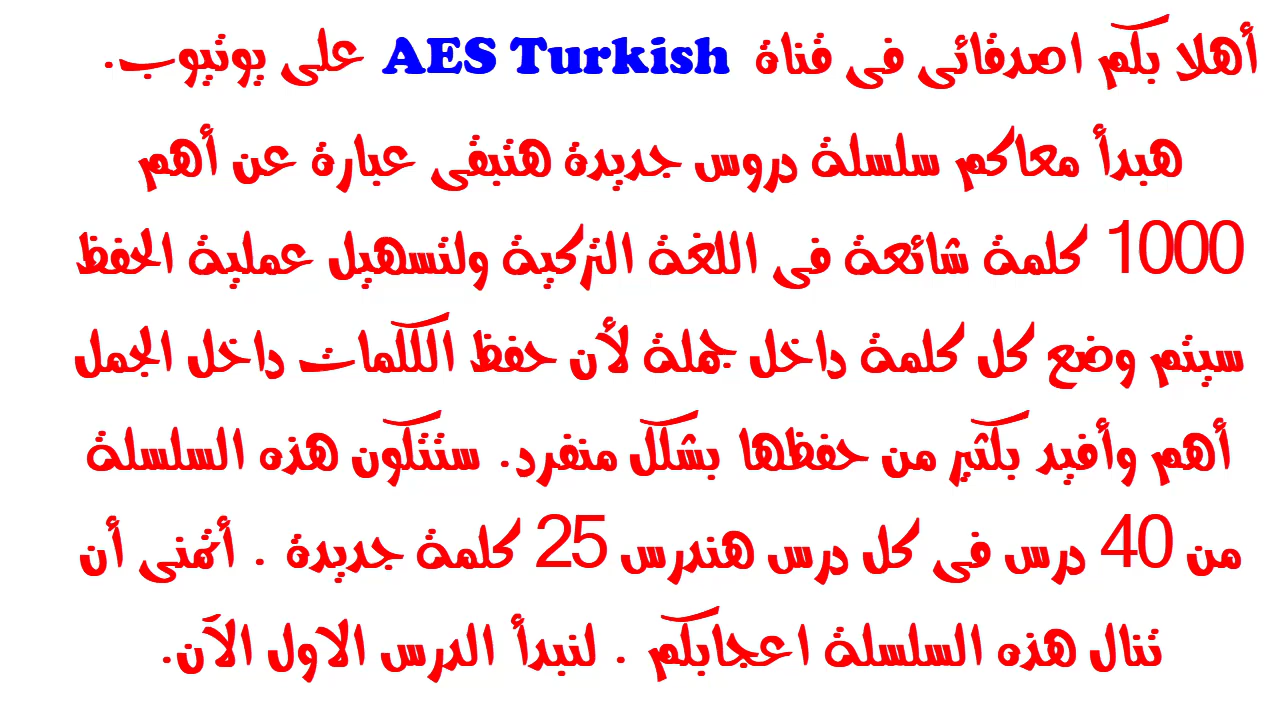 أهلا بكم اصدقائى فى قناة AES Turkish على يوتيوب.
هبدأ معاكم سلسلة دروس جديدة هتبقى عبارة عن أهم
1000 كلمة شائعة فى اللغة التركية ولتسهيل عملية الحفظ
سيتم وضع كل كلمة داخل جملة لأن حفظ الكلمات داخل الجمل
أهم وأفيد بكثير من حفظها بشكل منفرد. ستتكون هذه السلسلة
من 40 درس فى كل درس هندرس 25 كلمة جديدة . أتمنى أن
تنال هذه السلسلة اعجابكم . لنبدأ الدرس الاول الآن.